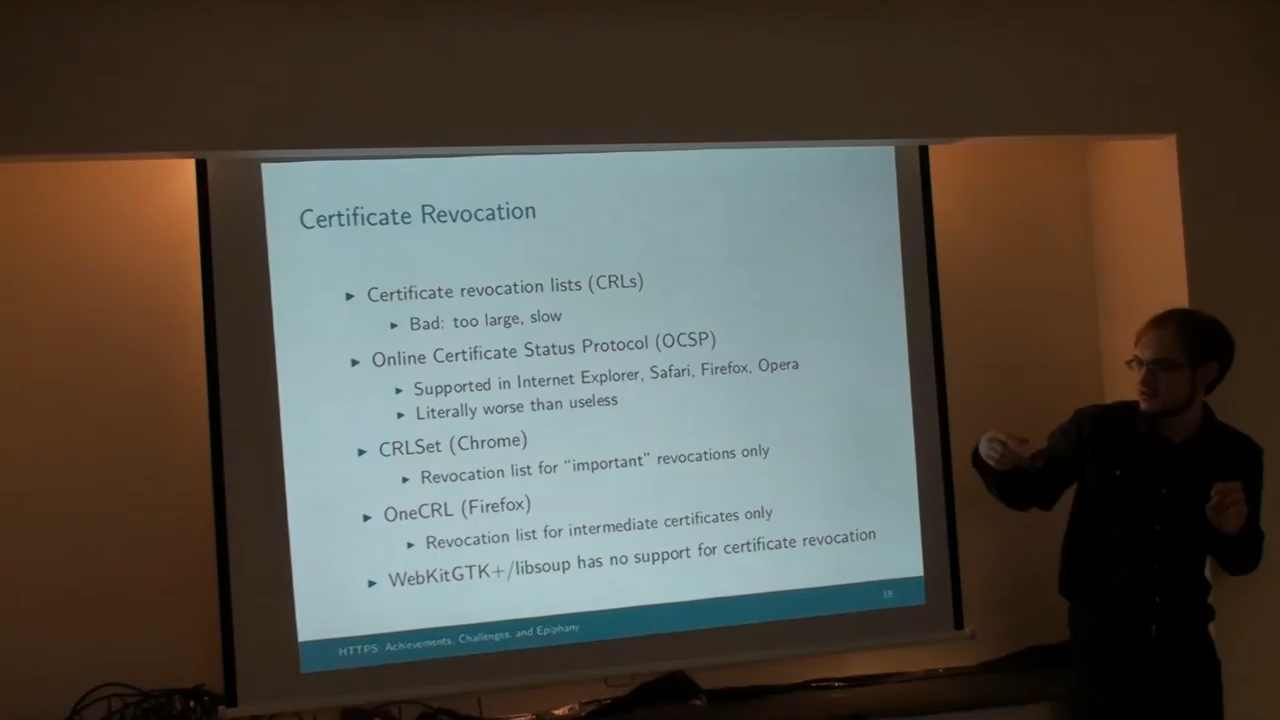 Certificate Revocation
▶ Certificate revocation lists (CRLs)
▶ Bad: too large, slow
▶ Online Certificate Status Protocol (OCSP)
▶ Supported in Internet Explorer, Safari, Firefox, Opera
▶ Literally worse than useless
▶ CRLSet (Chrome)
▶ Revocation list for “important” revocations only
▶ OneCRL (Firefox)
▶ Revocation list for intermediate certificates only
▶ WebKitGTK+/libsoup has no support for certificate revocation
HTTPS: Achievements, Challenges, and Epiphany